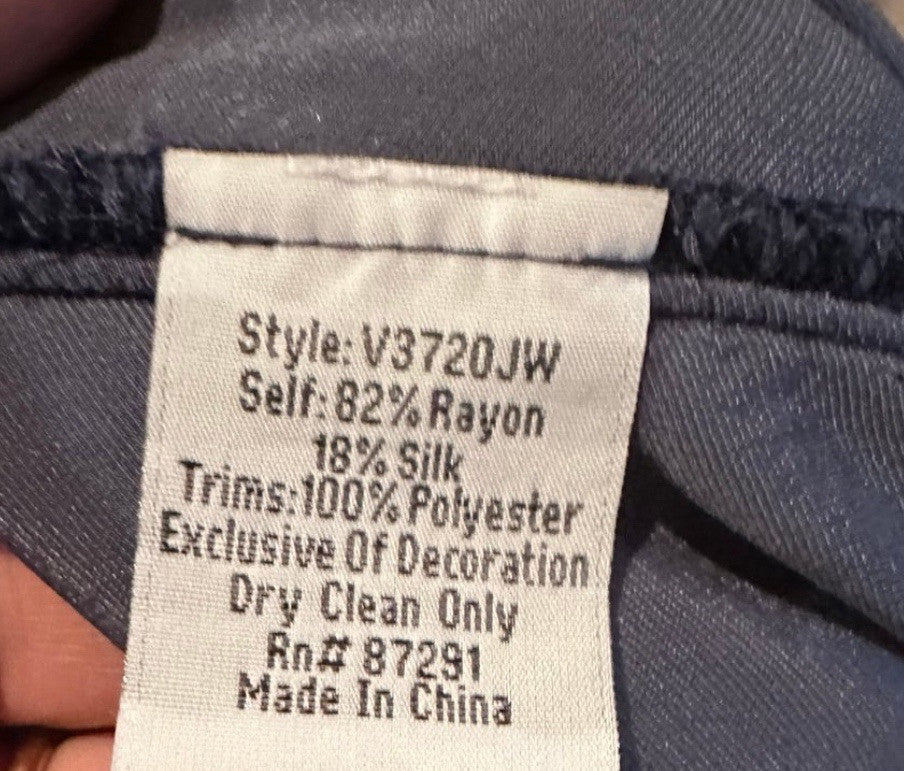 Style: V3720JW
Self: 82% Rayon
18% Silk
Trims:100% Polyester
Exclusive Of Decoration
Dry Clean Only
Rn# 87291
Made In China